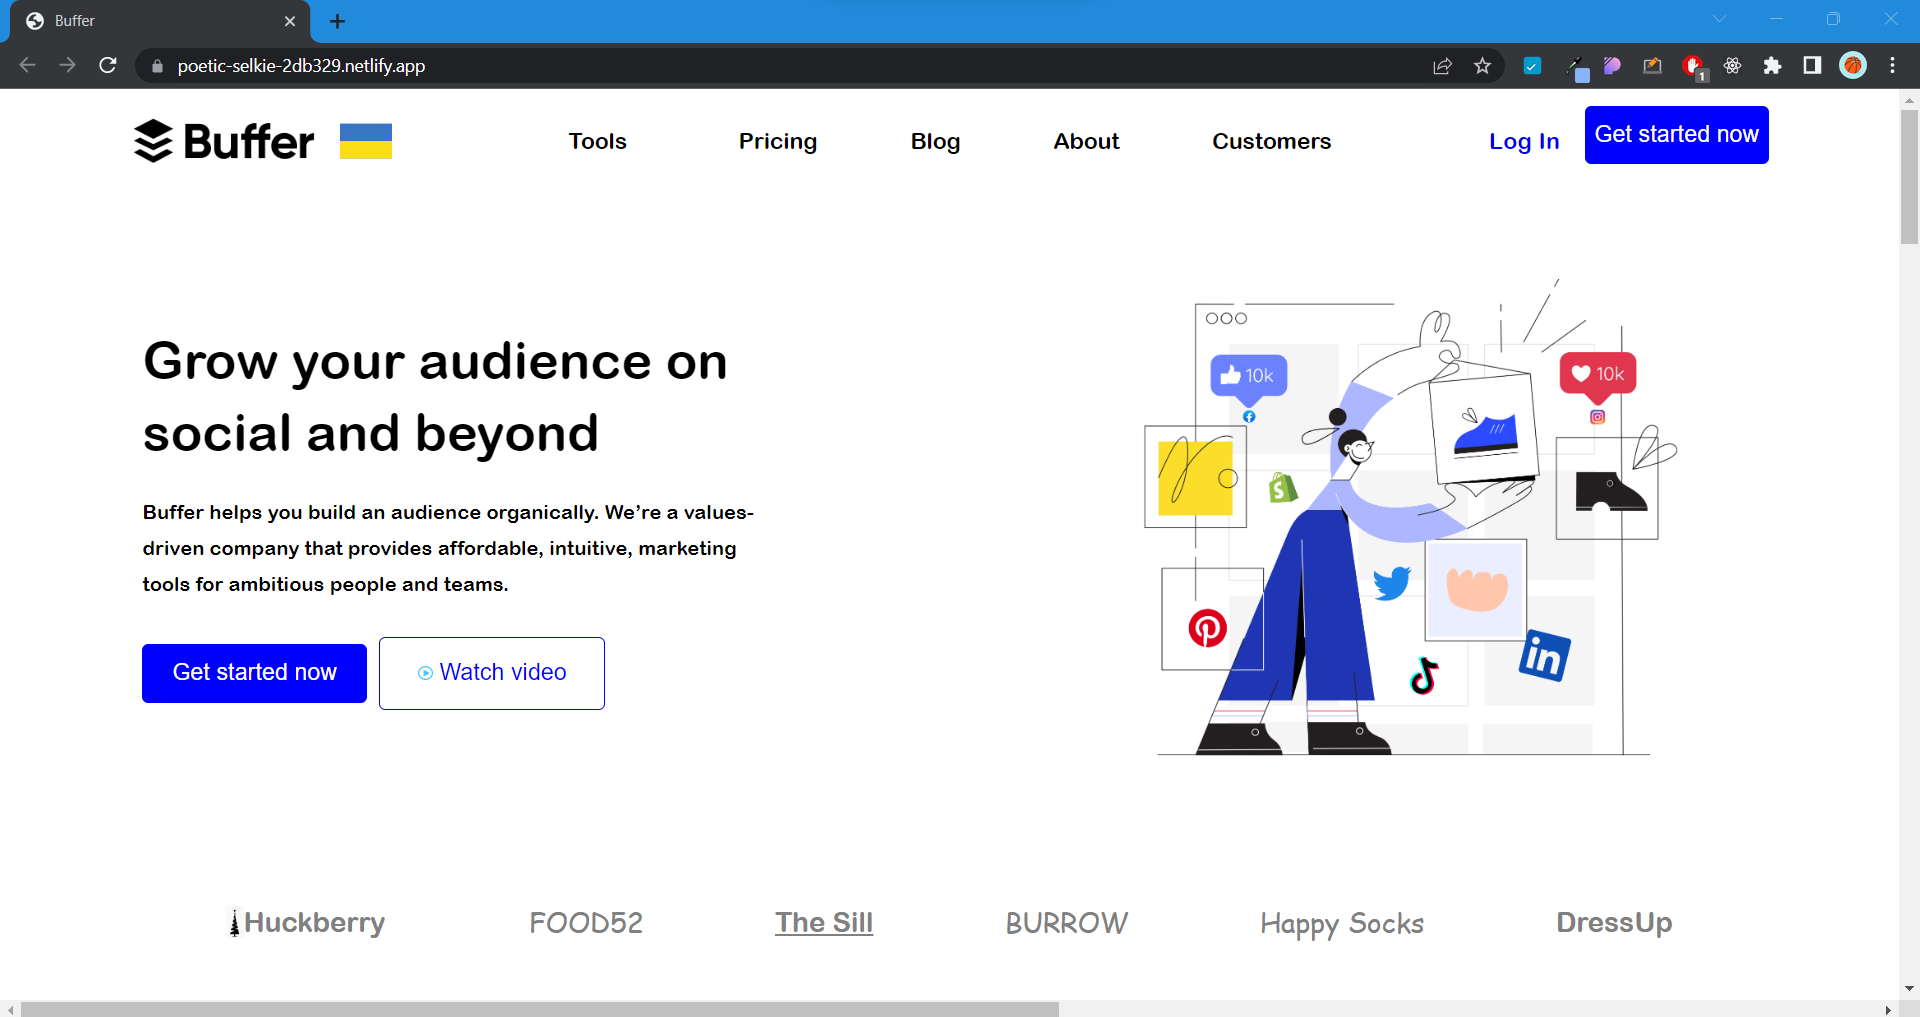 Buffer
poetic-selkie-2db329.netlify.app
1
Buffer
Tools
Pricing
Blog
About
Customers
Log In
Get started now
Grow your audience on
social and beyond
Buffer helps you build an audience organically. We’re a values-
driven company that provides affordable, intuitive, marketing
tools for ambitious people and teams.
Get started now
Watch video
10k
10k
in
Huckberry
FOOD52
The Sill
BURROW
Happy Socks
DressUp